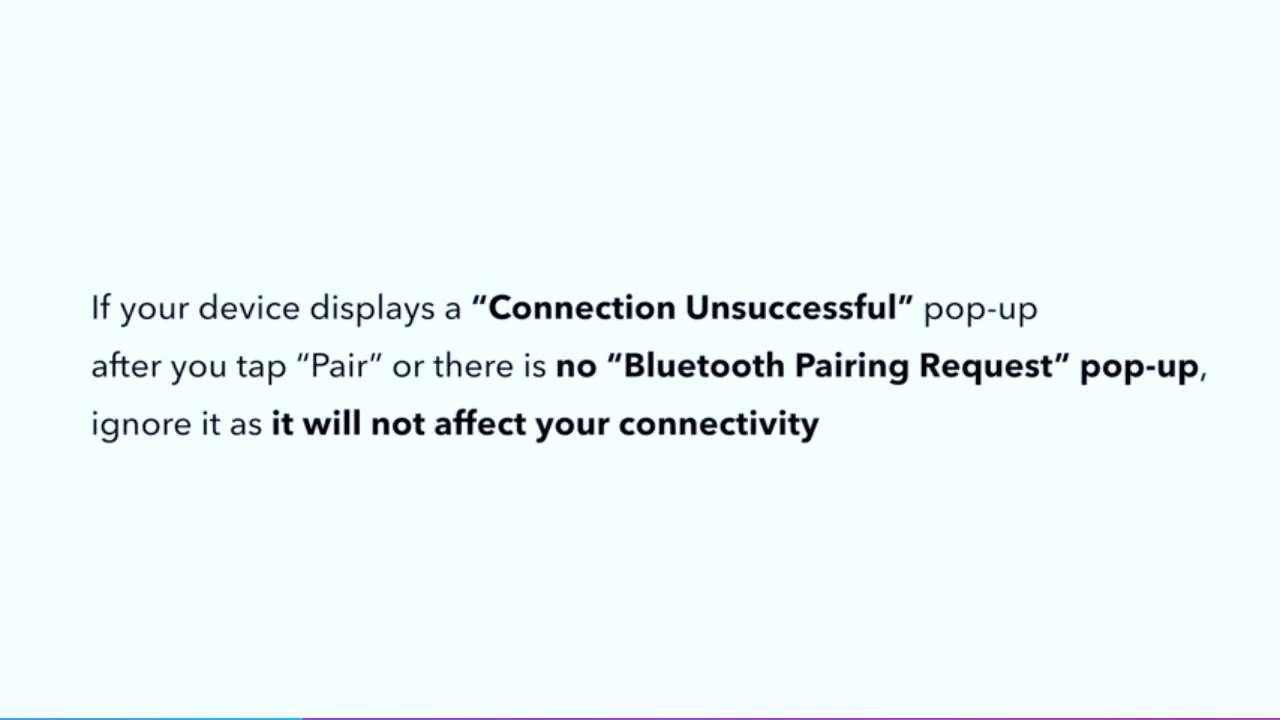 If your device displays a “Connection Unsuccessful” pop-up
after you tap “Pair” or there is no “Bluetooth Pairing Request” pop-up,
ignore it as it will not affect your connectivity